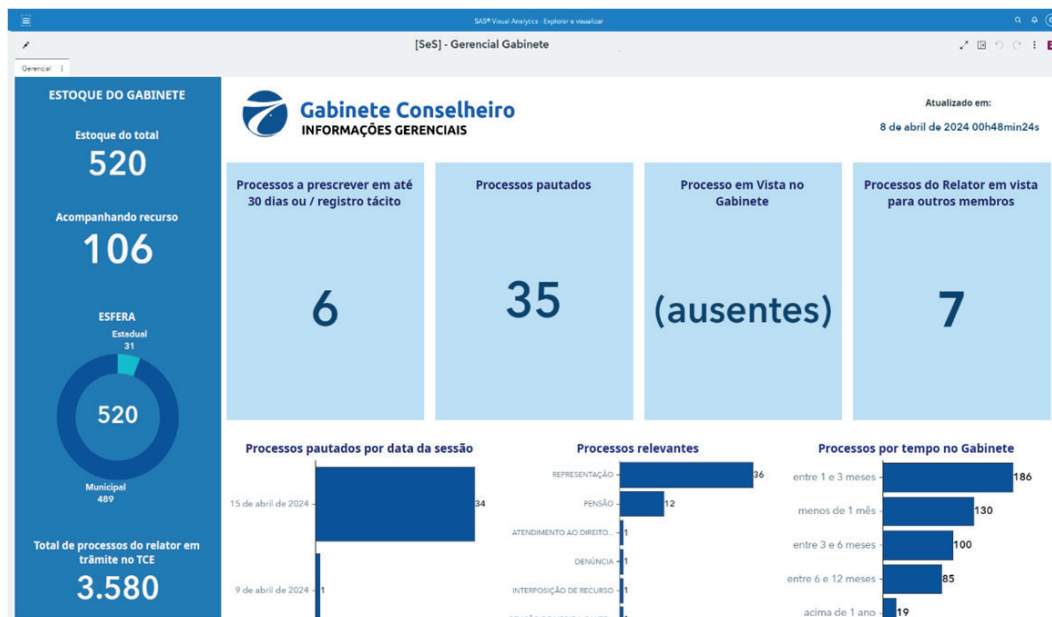 SAS® Visual Analytics - Explorar e visualizar
[SeS] - Gerencial Gabinete
Gerencial
ESTOQUE DO GABINETE
Estoque do total
520
Acompanhando recurso
106
ESFERA
Estadual
31
520
Municipal
489
Total de processos do relator em
trâmite no TCE
3.580
Gabinete Conselheiro
INFORMAÇÕES GERENCIAIS
Atualizado em:
8 de abril de 2024 00h48min24s
Processos a prescrever em até
30 dias ou / registro tácito
6
Processos pautados
35
Processo em Vista no
Gabinete
(ausentes)
Processos do Relator em vista
para outros membros
7
Processos pautados por data da sessão
15 de abril de 2024
34
9 de abril de 2024
1
Processos relevantes
REPRESENTAÇÃO
36
PENSÃO
12
ATENDIMENTO AO DIREITO...
1
DENÚNCIA
1
INTERPOSIÇÃO DE RECURSO
1
Processos por tempo no Gabinete
entre 1 e 3 meses
186
menos de 1 mês
130
entre 3 e 6 meses
100
entre 6 e 12 meses
85
acima de 1 ano
19